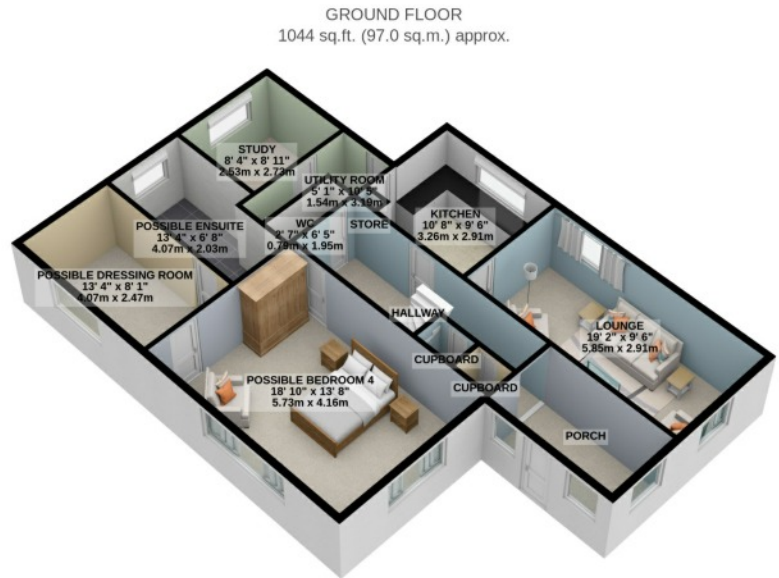 GROUND FLOOR
1044 sq.ft. (97.0 sq.m.) approx.
STUDY
8' 4" x 8' 11"
2.53m x 2.73m
UTILITY ROOM
5' 1" x 10' 5"
1.54m x 3.19m
KITCHEN
10' 8" x 9' 6"
3.26m x 2.91m
POSSIBLE ENSUITE
13' 4" x 6' 8"
4.07m x 2.03m
WC
2' 7" x 6' 5"
0.79m x 1.95m
STORE
POSSIBLE DRESSING ROOM
13' 4" x 8' 1"
4.07m x 2.47m
HALLWAY
LOUNGE
19' 2" x 9' 6"
5.85m x 2.91m
CUPBOARD
CUPBOARD
POSSIBLE BEDROOM 4
18' 10" x 13' 8"
5.73m x 4.16m
PORCH